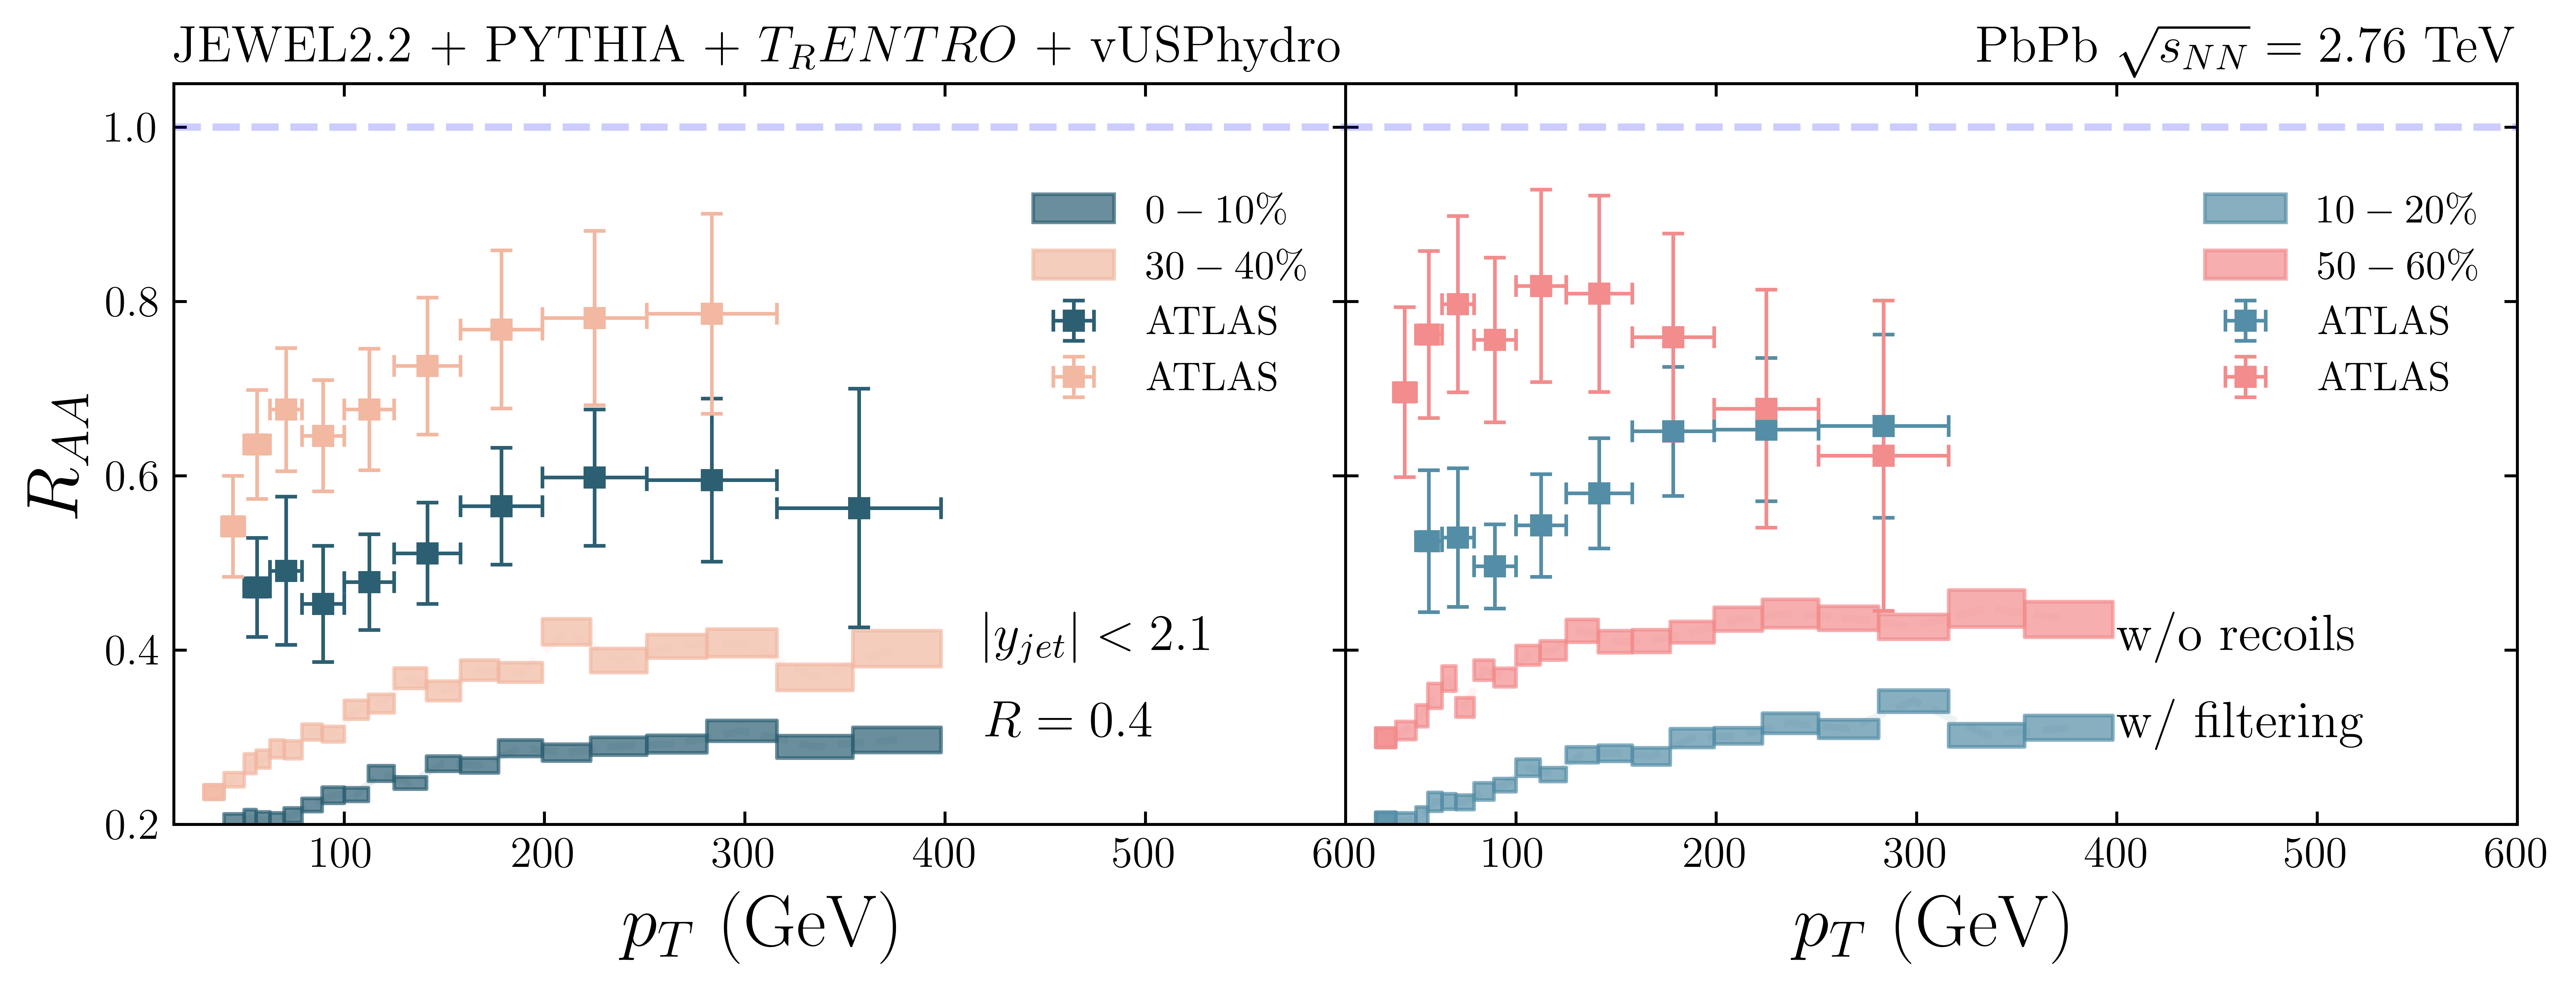 JEWEL2.2 + PYTHIA + T_RENTRO + vUSPhydro
PbPb √s_NN = 2.76 TeV
1.0
0.8
0.6
0.4
0.2
R_AA
0 − 10%
30 − 40%
ATLAS
ATLAS
|y_jet| < 2.1
R = 0.4
10 − 20%
50 − 60%
ATLAS
ATLAS
w/o recoils
w/ filtering
100 200 300 400 500 600 100 200 300 400 500 600
p_T (GeV)
p_T (GeV)